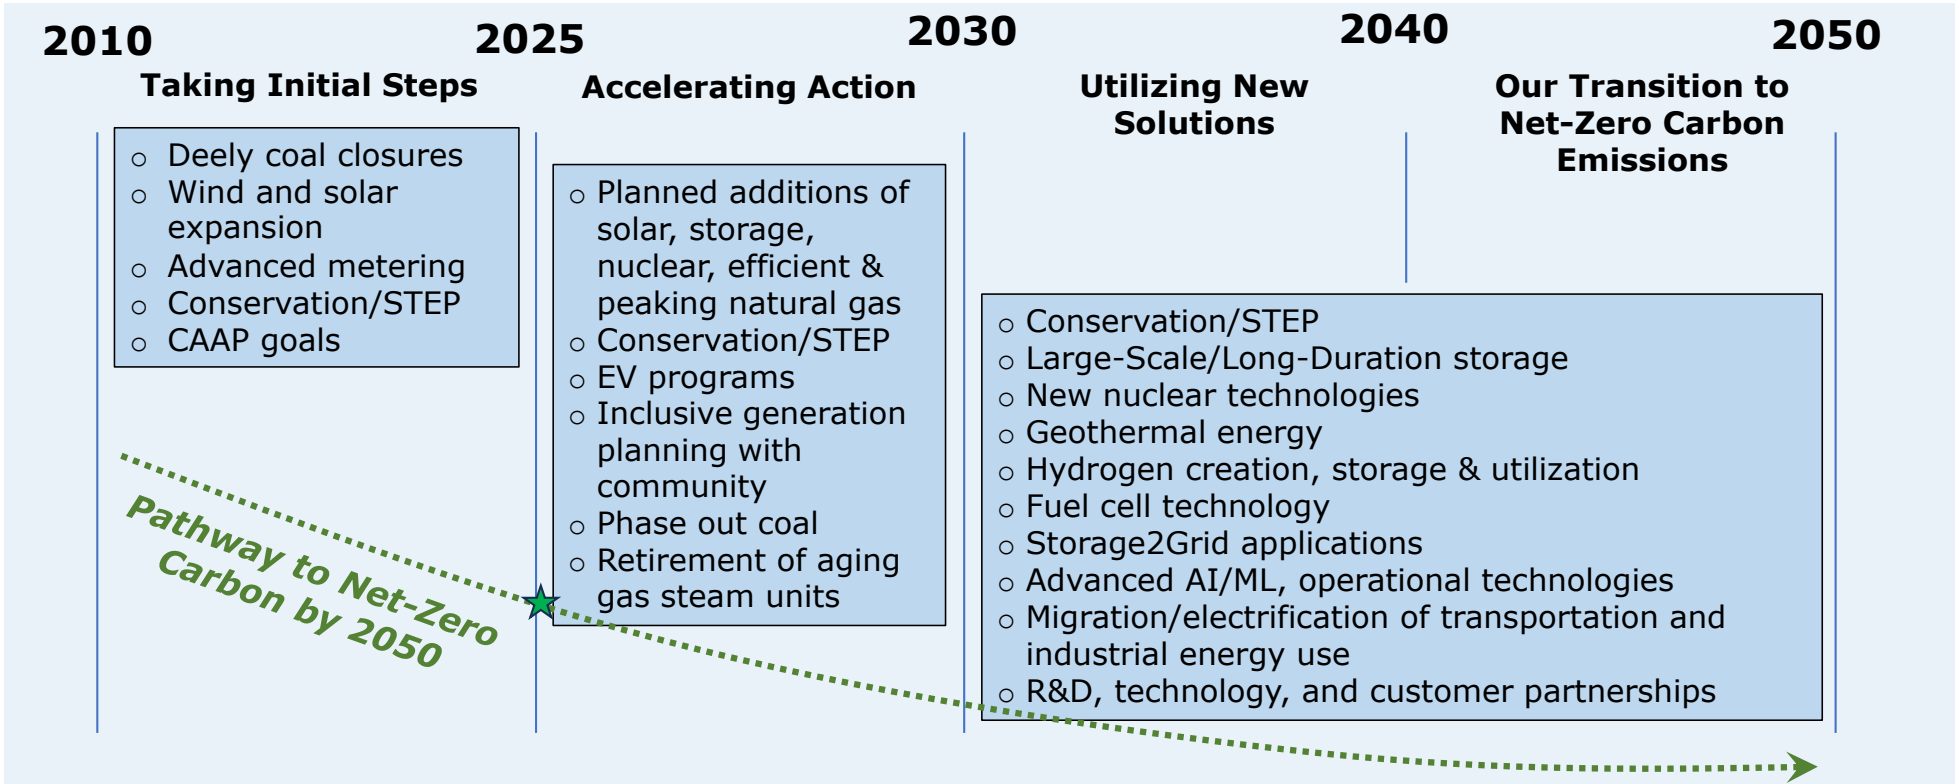 2010
2025
2030
2040
2050
Taking Initial Steps
Accelerating Action
Utilizing New
Solutions
Our Transition to
Net-Zero Carbon
Emissions
○ Deely coal closures
○ Wind and solar
expansion
○ Advanced metering
○ Conservation/STEP
○ CAAP goals
○ Planned additions of
solar, storage,
nuclear, efficient &
peaking natural gas
○ Conservation/STEP
○ EV programs
○ Inclusive generation
planning with
community
○ Phase out coal
○ Retirement of aging
gas steam units
○ Conservation/STEP
○ Large-Scale/Long-Duration storage
○ New nuclear technologies
○ Geothermal energy
○ Hydrogen creation, storage & utilization
○ Fuel cell technology
○ Storage2Grid applications
○ Advanced AI/ML, operational technologies
○ Migration/electrification of transportation and
industrial energy use
○ R&D, technology, and customer partnerships
Pathway to Net-Zero
Carbon by 2050